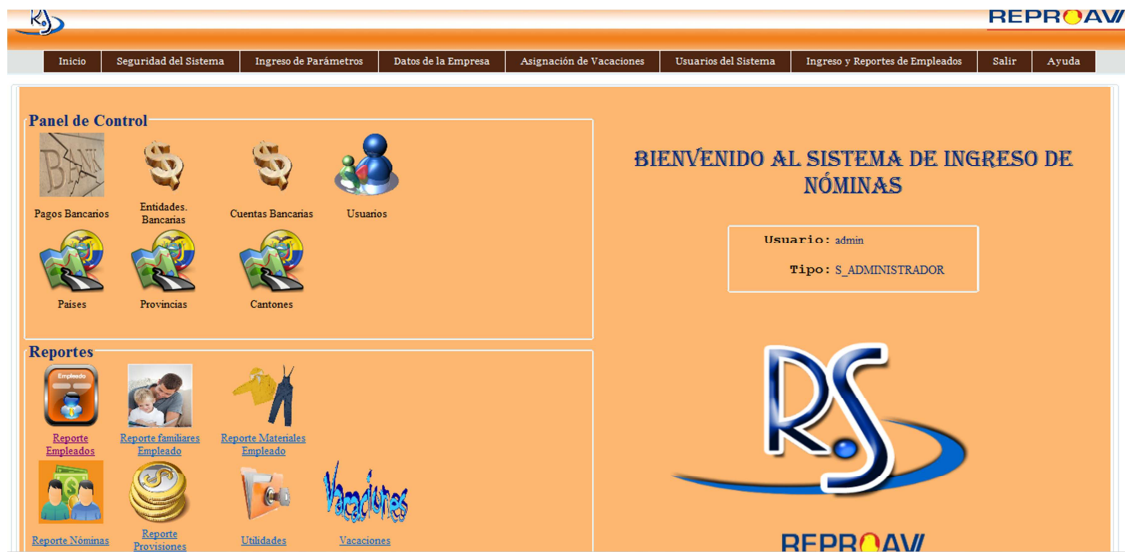 RS
REPROAVI
Inicio Seguridad del Sistema Ingreso de Parámetros Datos de la Empresa Asignación de Vacaciones Usuarios del Sistema Ingreso y Reportes de Empleados Salir Ayuda
Panel de Control
BANK
Pagos Bancarios
Entidades.
Bancarias
Cuentas Bancarias
Usuarios
Paises
Provincias
Cantones
Reportes
Empleado
Reporte
Empleados
Reporte familiares
Empleado
Reporte Materiales
Empleado
Reporte Nóminas
Reporte
Provisiones
Utilidades
Vacaciones
Vacaciones
BIENVENIDO AL SISTEMA DE INGRESO DE
NÓMINAS
Usuario: admin
Tipo: S_ADMINISTRADOR
R.S
REPROAVI